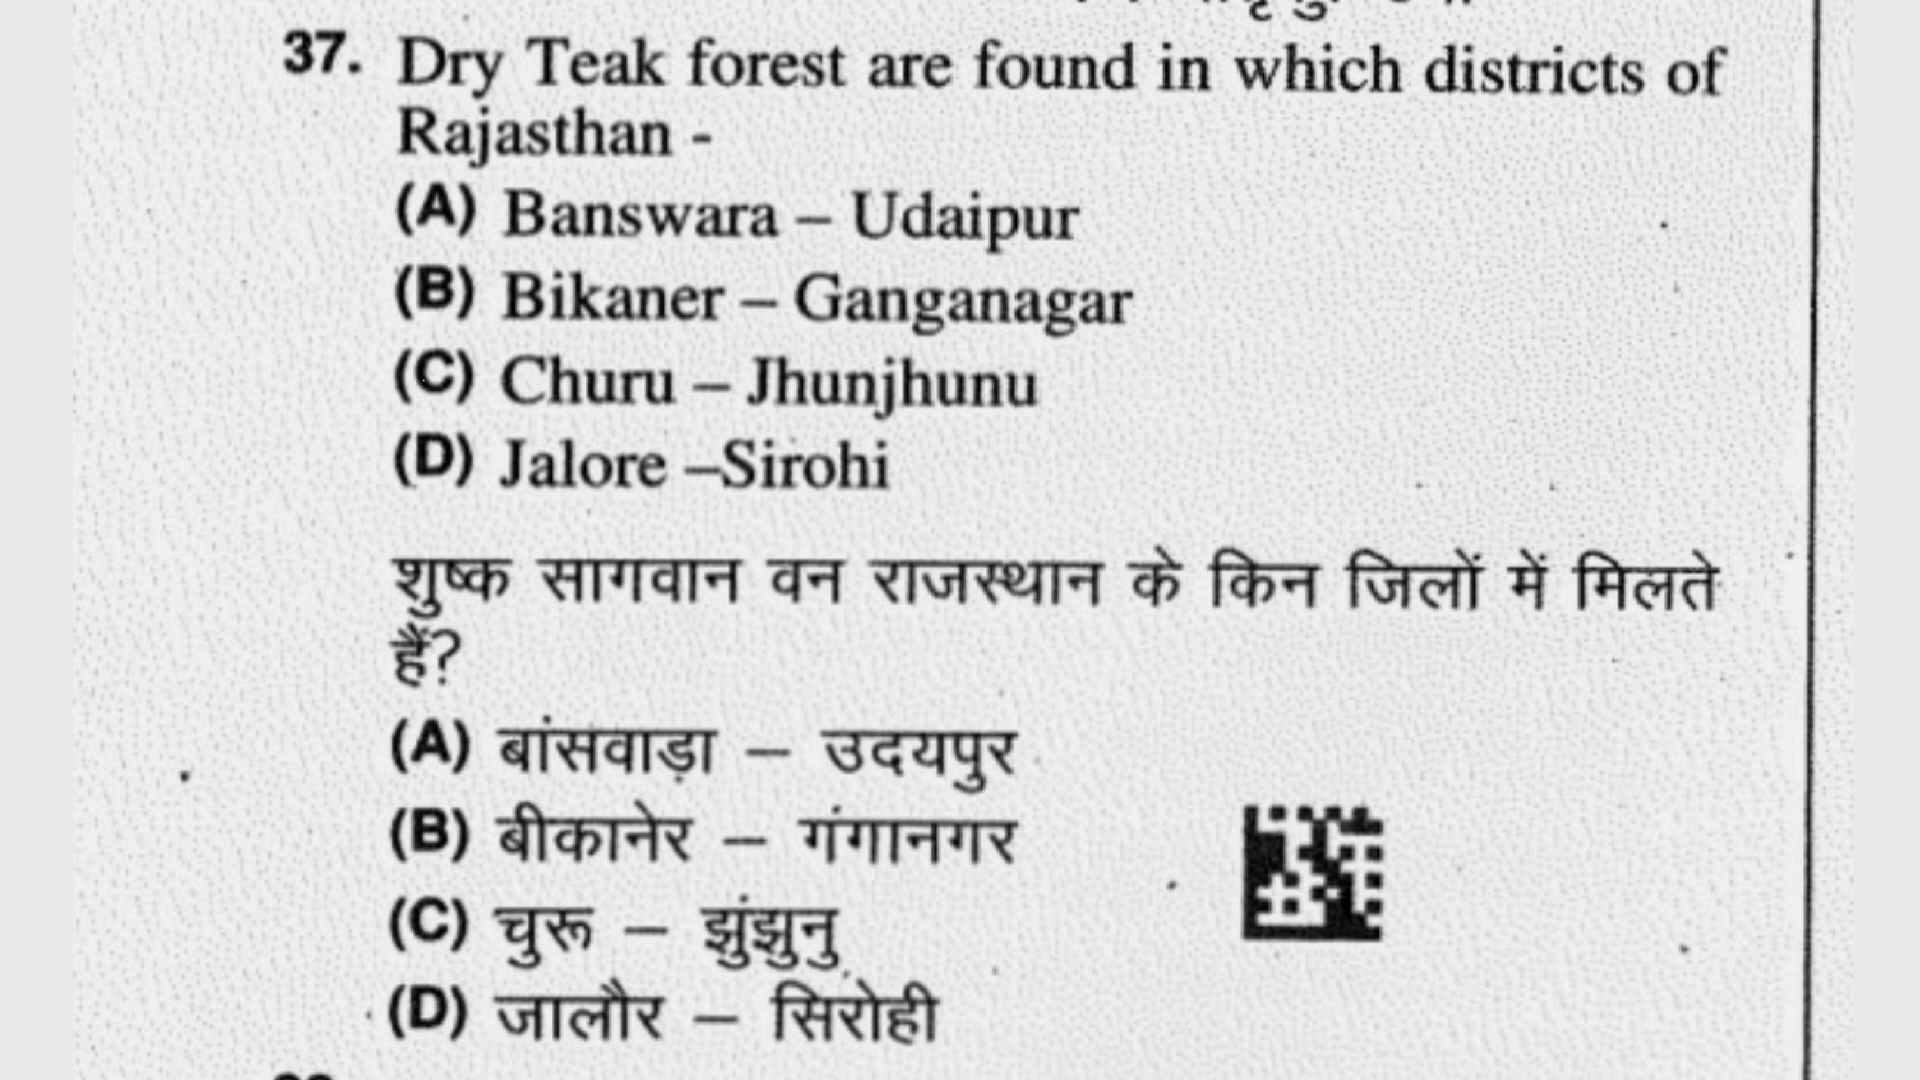 37. Dry Teak forest are found in which districts of
Rajasthan -
(A) Banswara – Udaipur
(B) Bikaner – Ganganagar
(C) Churu – Jhunjhunu
(D) Jalore –Sirohi
शुष्क सागवान वन राजस्थान के किन जिलों में मिलते
हैं?
(A) बांसवाड़ा – उदयपुर
(B) बीकानेर – गंगानगर
(C) चुरू – झुंझुनु
(D) जालौर – सिरोही